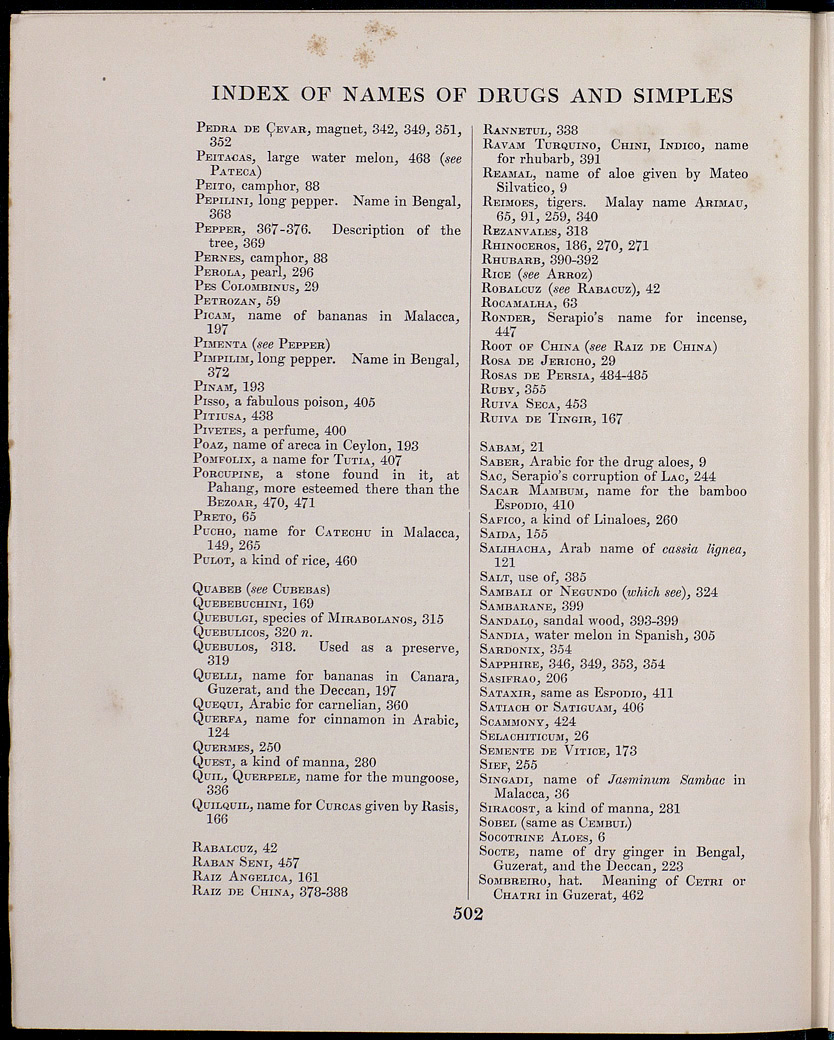 INDEX OF NAMES OF DRUGS AND SIMPLES
PEDRA DE ÇEVAR, magnet, 342, 349, 351,
352
PEITACAS, large water melon, 468 (see
PATECA)
PEITO, camphor, 88
PEPILINI, long pepper. Name in Bengal,
368
PEPPER, 367-376. Description of the
tree, 369
PERNES, camphor, 88
PEROLA, pearl, 296
PES COLOMBINUS, 29
PETROZAN, 59
PICAM, name of bananas in Malacca,
197
PIMENTA (see PEPPER)
PIMPILIM, long pepper. Name in Bengal,
372
PINAM, 193
PISSO, a fabulous poison, 405
PITIUSA, 438
PIVETES, a perfume, 400
POAZ, name of areca in Ceylon, 193
POMFOLIX, a name for TUTIA, 407
PORCUPINE, a stone found in it, at
Pahang, more esteemed there than the
BEZOAR, 470, 471
PRETO, 65
PUCHO, name for CATECHU in Malacca,
149, 265
PULOT, a kind of rice, 460
QUABEB (see CUBEBAS)
QUEBEBUCHINI, 169
QUEBULGI, species of MIRABOLANOS, 315
QUEBULICOS, 320 n.
QUEBULOS, 318. Used as a preserve,
319
QUELLI, name for bananas in Canara,
Guzerat, and the Deccan, 197
QUEQUI, Arabic for carnelian, 360
QUERFA, name for cinnamon in Arabic,
124
QUERMES, 250
QUEST, a kind of manna, 280
QUIL, QUERPELE, name for the mungoose,
336
QUILQUIL, name for CURCAS given by Rasis,
166
RABALCUZ, 42
RABAN SENI, 457
RAIZ ANGELICA, 161
RAIZ DE CHINA, 378-388
RANNETUL, 338
RAVAM TURQUINO, CHINI, INDICO, name
for rhubarb, 391
REAMAL, name of aloe given by Mateo
Silvatico, 9
REIMOES, tigers. Malay name ARIMAU,
65, 91, 259, 340
REZANVALES, 318
RHINOCEROS, 186, 270, 271
RHUBARB, 390-392
RICE (see ARROZ)
ROBALCUZ (see RABACUZ), 42
ROCAMALHA, 63
RONDER, Serapio's name for incense,
447
ROOT OF CHINA (see RAIZ DE CHINA)
ROSA DE JERICHO, 29
ROSAS DE PERSIA, 484-485
RUBY, 355
RUIVA SECA, 453
RUIVA DE TINGIR, 167
SABAM, 21
SABER, Arabic for the drug aloes, 9
SAC, Serapio's corruption of LAC, 244
SACAR MAMBUM, name for the bamboo
ESPODIO, 410
SAFICO, a kind of Linaloes, 260
SAIDA, 155
SALIHACHA, Arab name of cassia lignea,
121
SALT, use of, 385
SAMBALI or NEGUNDO (which see), 324
SAMBARANE, 399
SANDALO, sandal wood, 393-399
SANDIA, water melon in Spanish, 305
SARDONIX, 354
SAPPHIRE, 346, 349, 353, 354
SASIFRAO, 206
SATAXIR, same as ESPODIO, 411
SATIACH or SATIGUAM, 406
SCAMMONY, 424
SELACHITICUM, 26
SEMENTE DE VITICE, 173
SIEF, 255
SINGADI, name of Jasminum Sambac in
Malacca, 36
SIRACOST, a kind of manna, 281
SOBEL (same as CEMBUL)
SOCOTRINE ALOES, 6
SOCTE, name of dry ginger in Bengal,
Guzerat, and the Deccan, 223
SOMBREIRO, hat. Meaning of CETRI or
CHATRI in Guzerat, 462
502